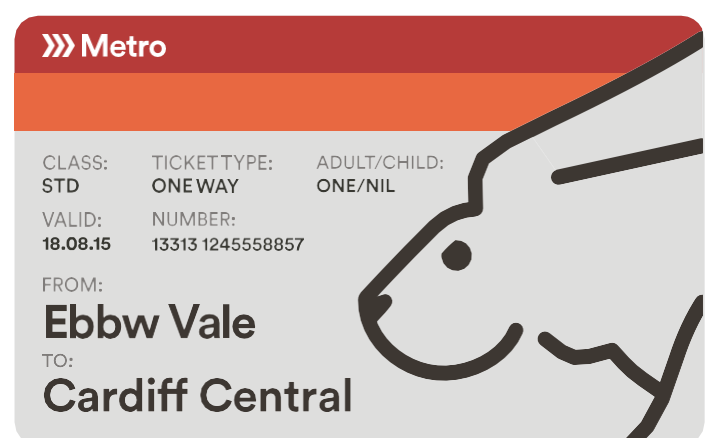 Metro
CLASS: TICKET TYPE: ADULT/CHILD:
STD ONE WAY ONE/NIL
VALID: NUMBER:
18.08.15 13313 1245558857
FROM:
Ebbw Vale
TO:
Cardiff Central